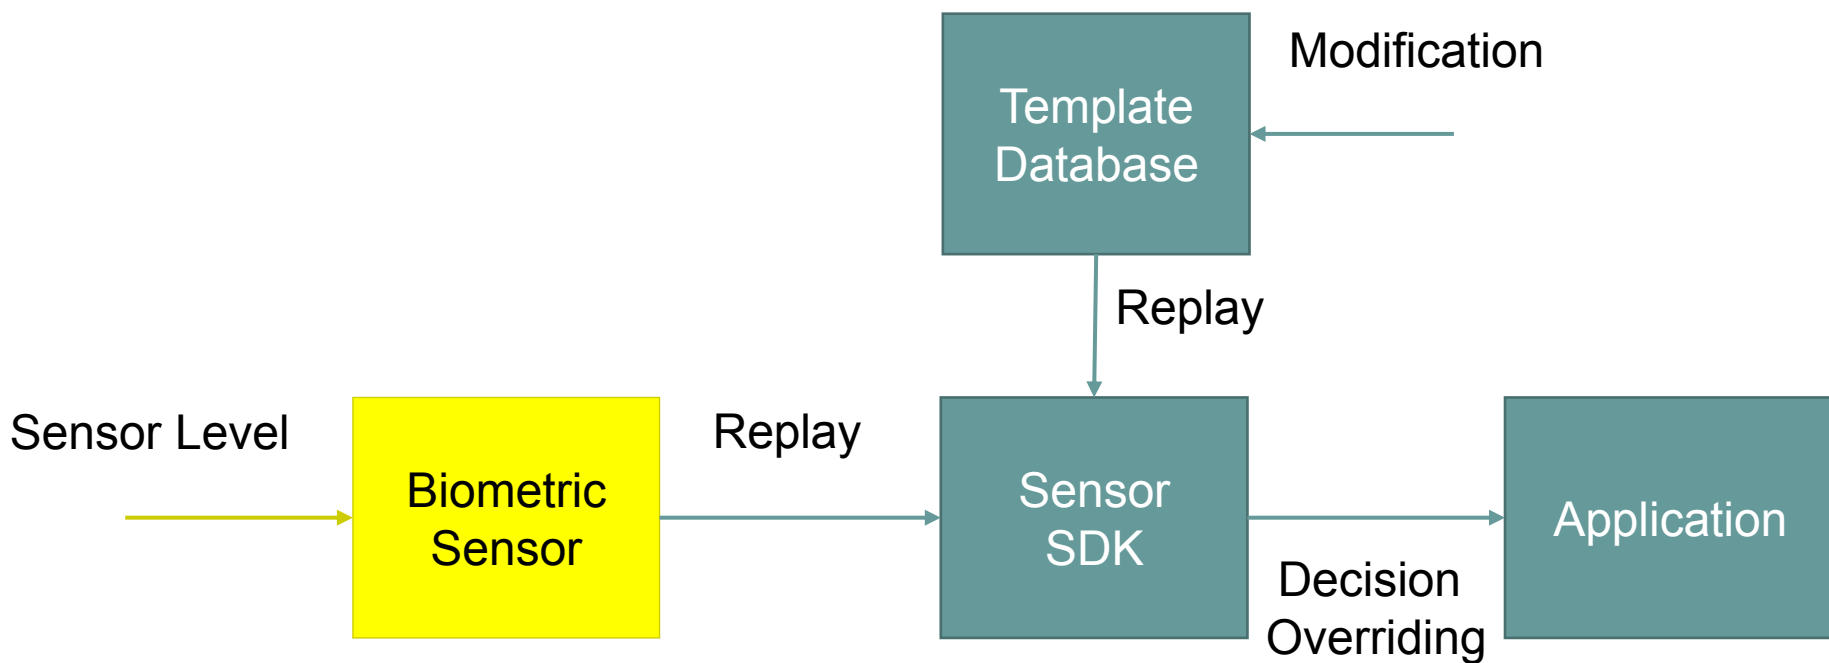 Modification
Template
Database
Replay
Sensor Level
Replay
Biometric
Sensor
Sensor
SDK
Application
Decision
Overriding